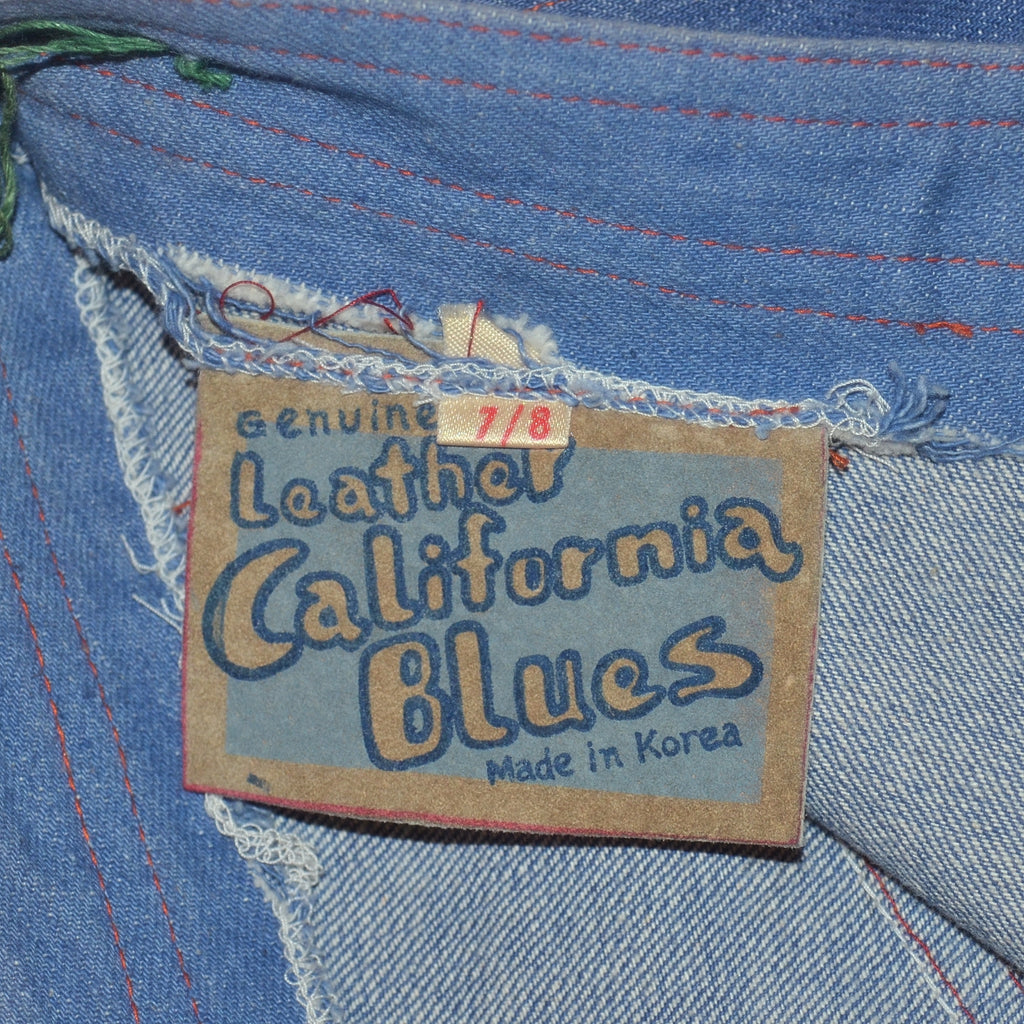 Genuine
7/8
Leather
California
Blues
Made in Korea